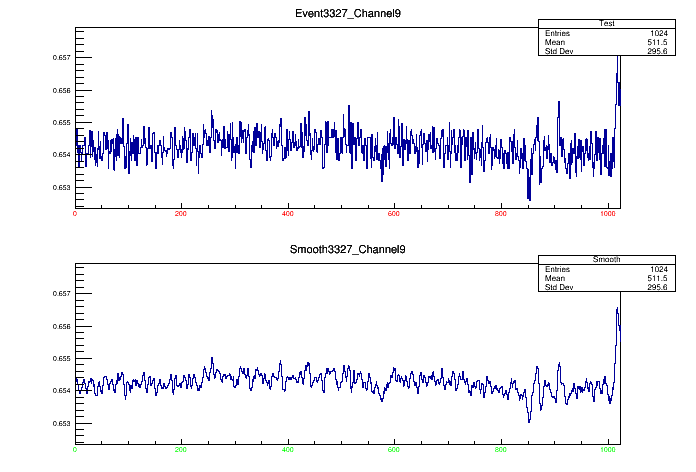 Event3327_Channel9
Test
Entries 1024
Mean 511.5
Std Dev 295.6
0.657
0.656
0.655
0.654
0.653
0 200 400 600 800 1000
Smooth3327_Channel9
Smooth
Entries 1024
Mean 511.5
Std Dev 295.6
0.657
0.656
0.655
0.654
0.653
0 200 400 600 800 1000